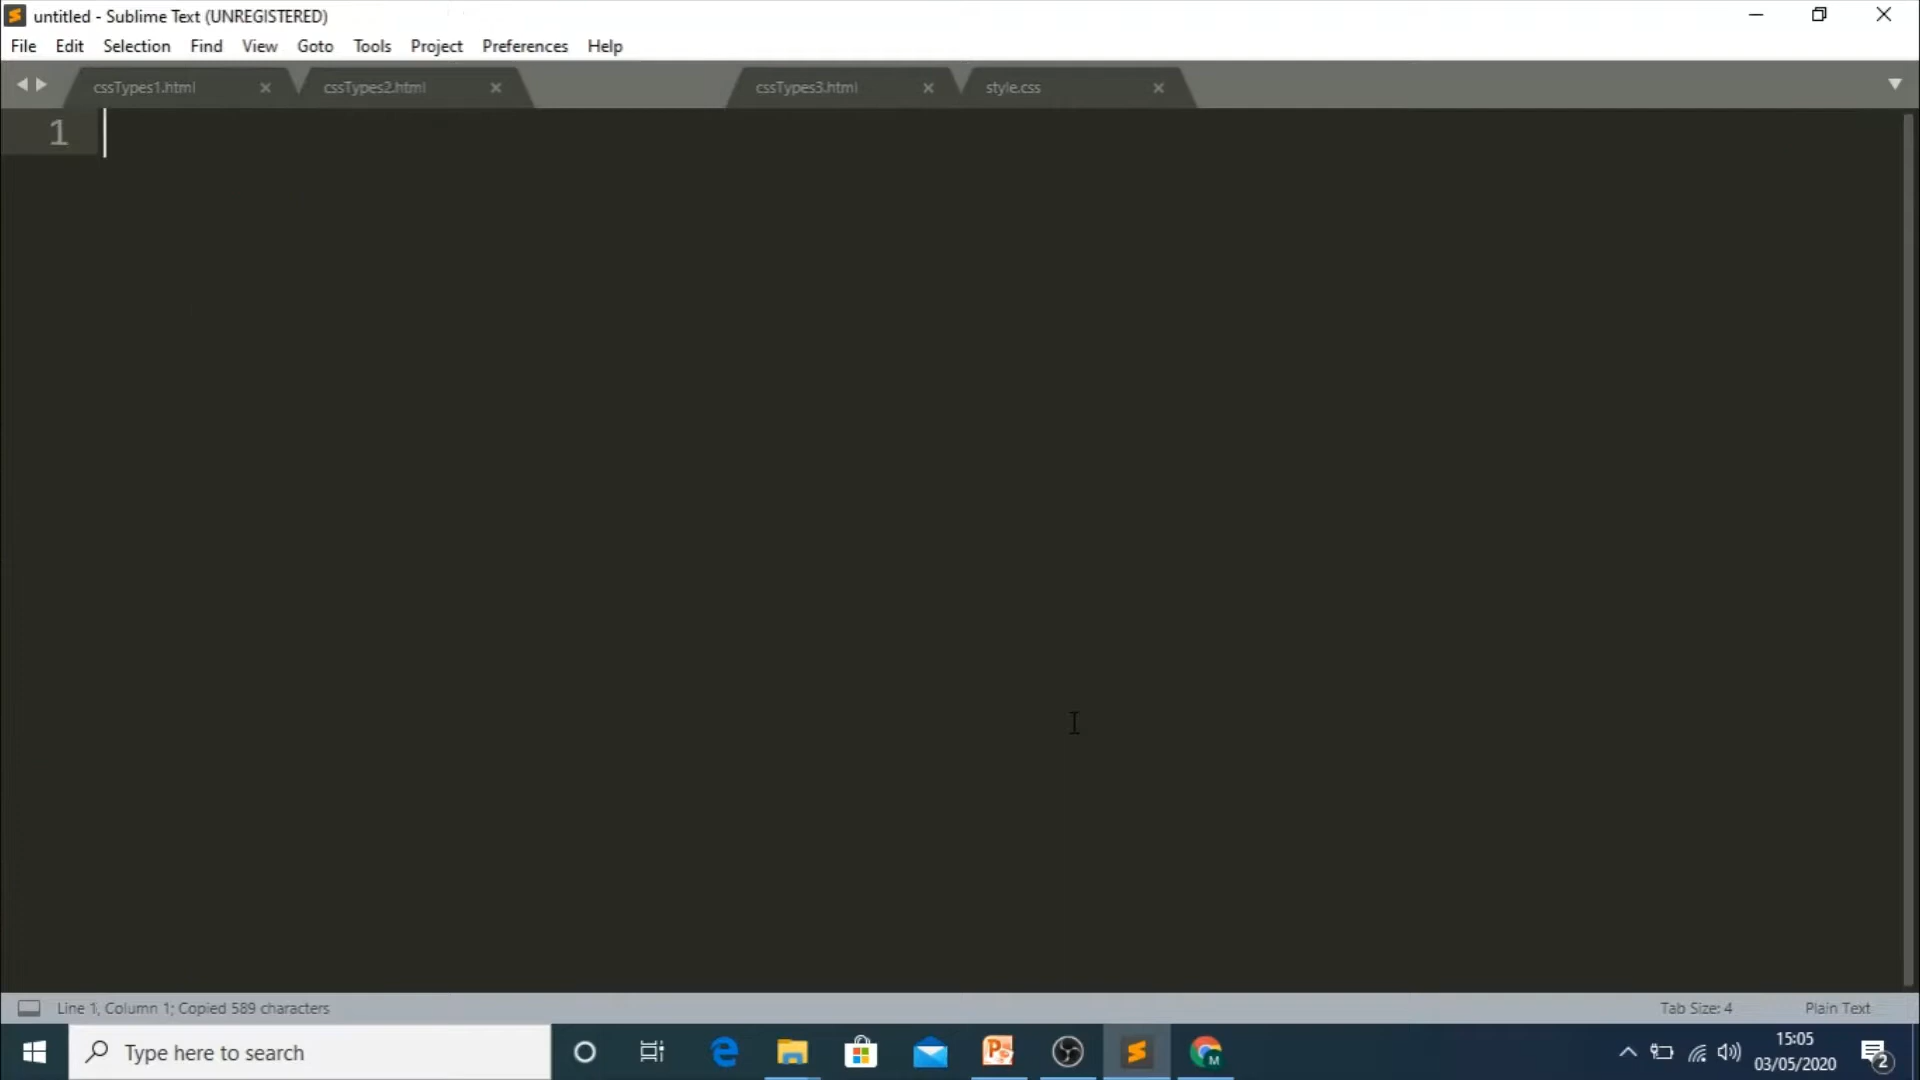 untitled - Sublime Text (UNREGISTERED)
File Edit Selection Find View Goto Tools Project Preferences Help
cssTypes1.html cssTypes2.html cssTypes3.html style.css
1
Line 1, Column 1; Copied 589 characters Tab Size: 4 Plain Text
Type here to search
15:05
03/05/2020
2